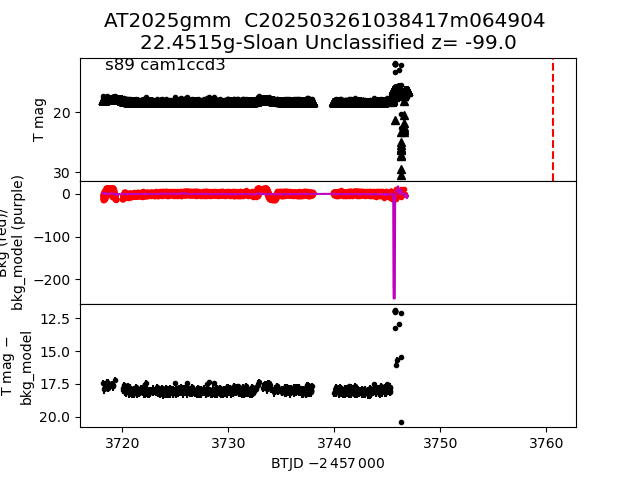 AT2025gmm C202503261038417m064904
22.4515g-Sloan Unclassified z= -99.0
s89 cam1ccd3
T mag
20
30
Bkg (red)/
bkg_model (purple)
0
−100
−200
T mag −
bkg_model
12.5
15.0
17.5
20.0
3720 3730 3740 3750 3760
BTJD −2 457 000